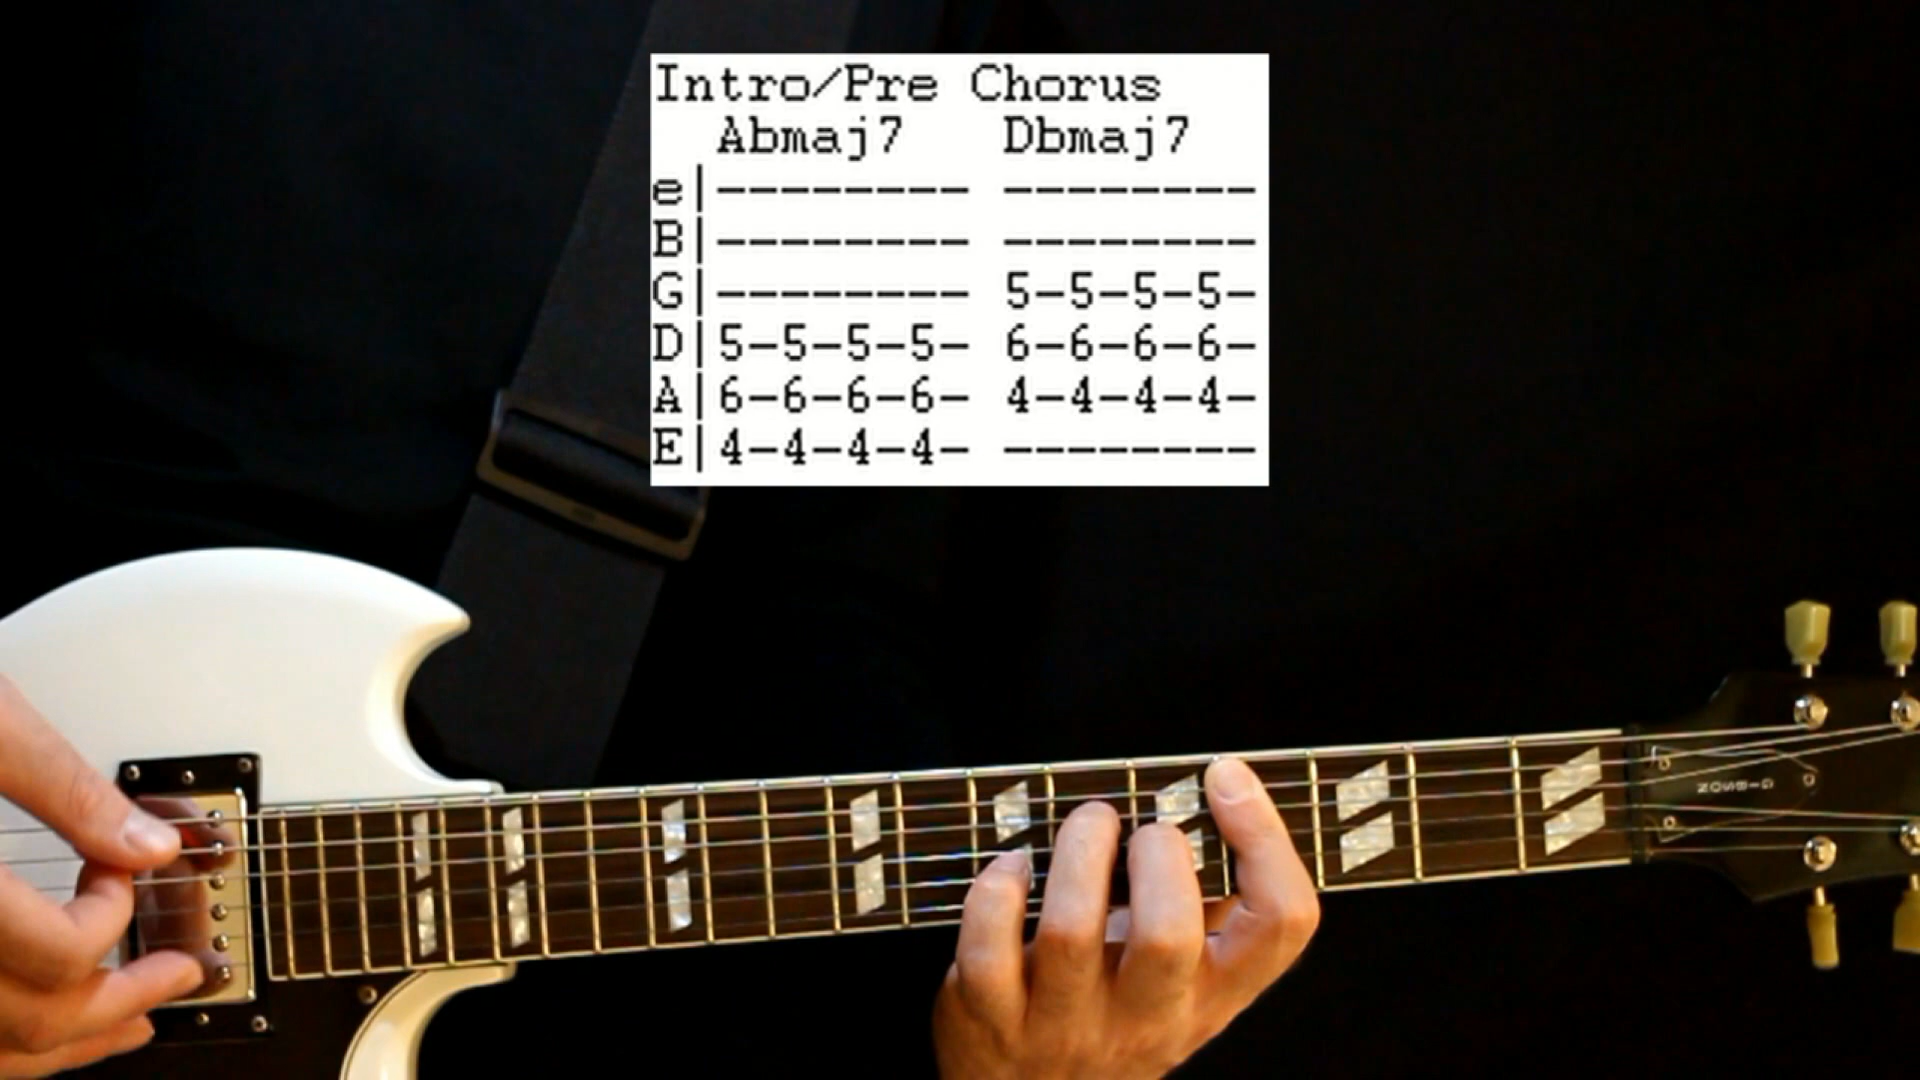 Intro/Pre Chorus
Abmaj7 Dbmaj7
e|-------- --------
B|-------- --------
G|-------- 5-5-5-5-
D|5-5-5-5- 6-6-6-6-
A|6-6-6-6- 4-4-4-4-
E|4-4-4-4- --------
GIBSON